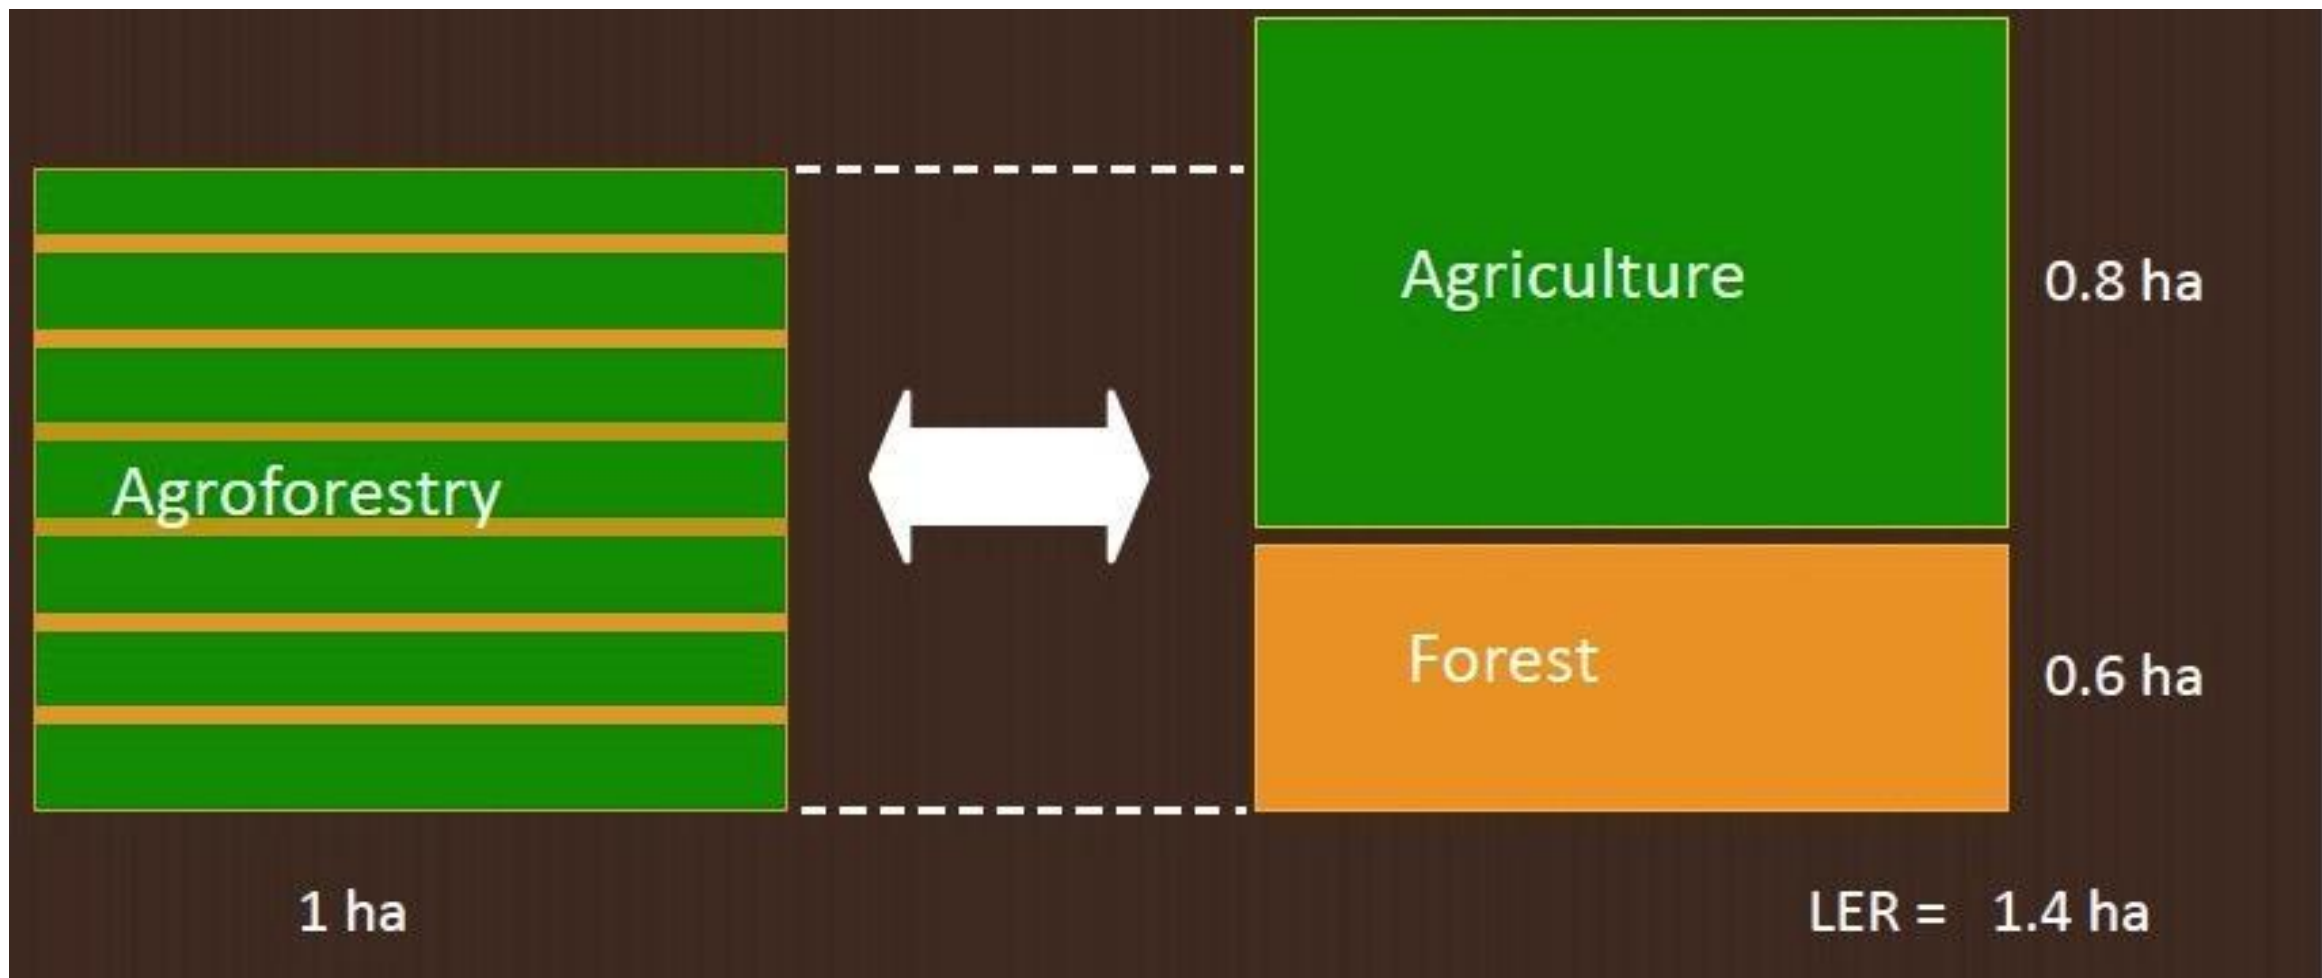 Agroforestry
1 ha
Agriculture
0.8 ha
Forest
0.6 ha
LER = 1.4 ha